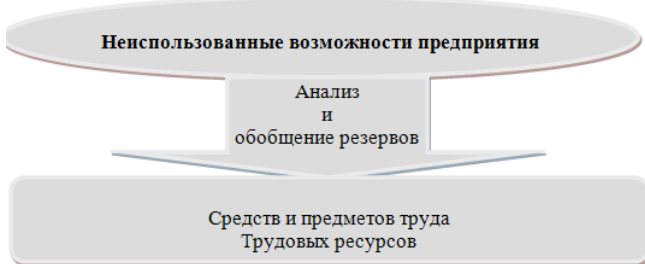 Неиспользованные возможности предприятия
Анализ
и
обобщение резервов
Средств и предметов труда
Трудовых ресурсов